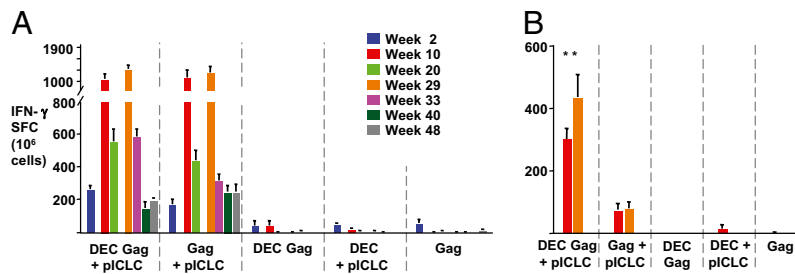 A
1900
1000
800
600
400
200
IFN-γ
SFC
(10⁶
cells)
Week 2
Week 10
Week 20
Week 29
Week 33
Week 40
Week 48
DEC Gag
+ pICLC
Gag
+ pICLC
DEC Gag
DEC
+ pICLC
Gag
B
600
400
200
* *
DEC Gag
+ pICLC
Gag +
pICLC
DEC
Gag
DEC +
pICLC
Gag